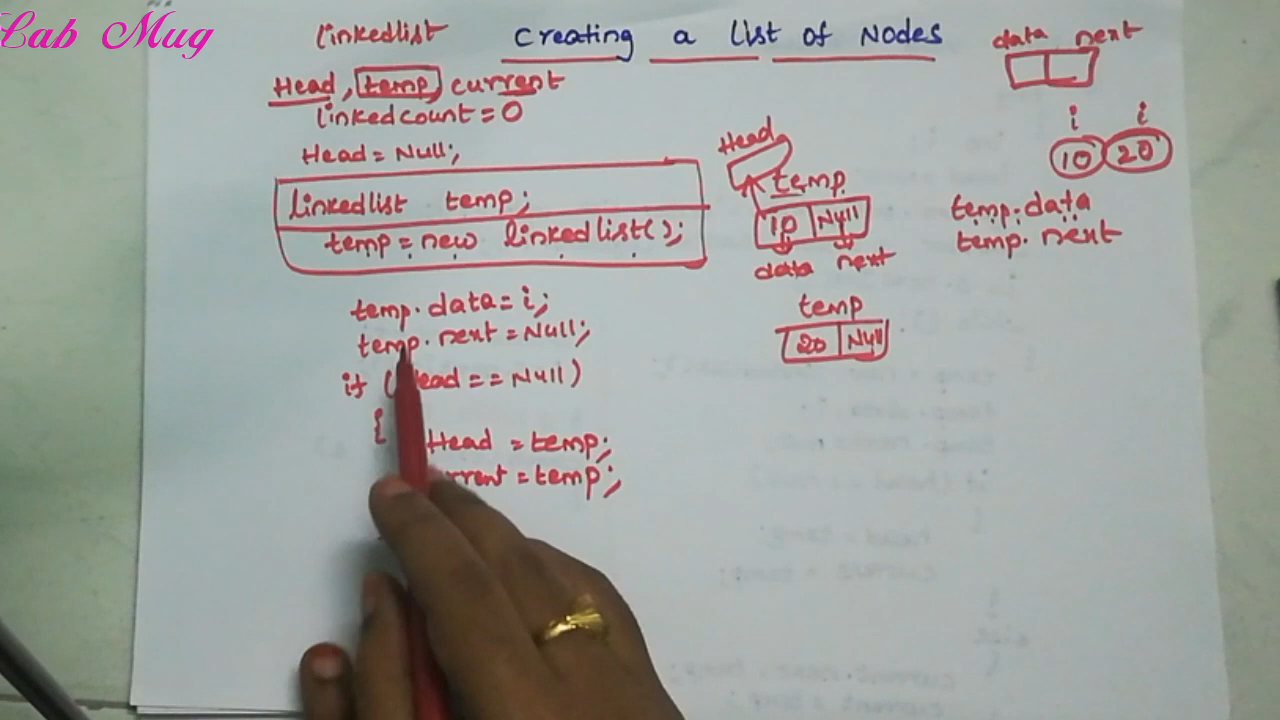 Lab Mug
linkedlist creating a list of Nodes
data next
Head, temp, current
linkedcount=0
i i
10 20
Head = Null;
Head
linkedlist temp;
temp = new linkedlist();
temp
10 Null
data next
temp.data
temp.next
temp.data = i;
temp.next = Null;
temp
20 Null
if ( Head == Null)
{
Head = temp;
= temp;